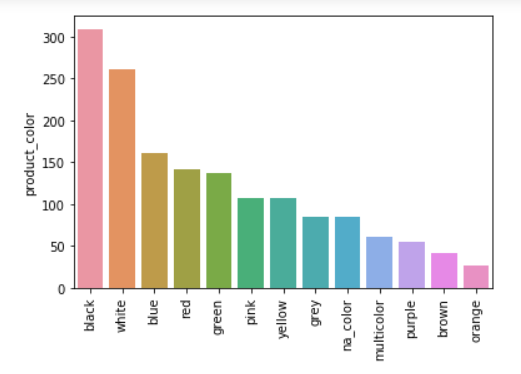 300
250
200
150
100
50
0
product_color
black
white
blue
red
green
pink
yellow
grey
na_color
multicolor
purple
brown
orange